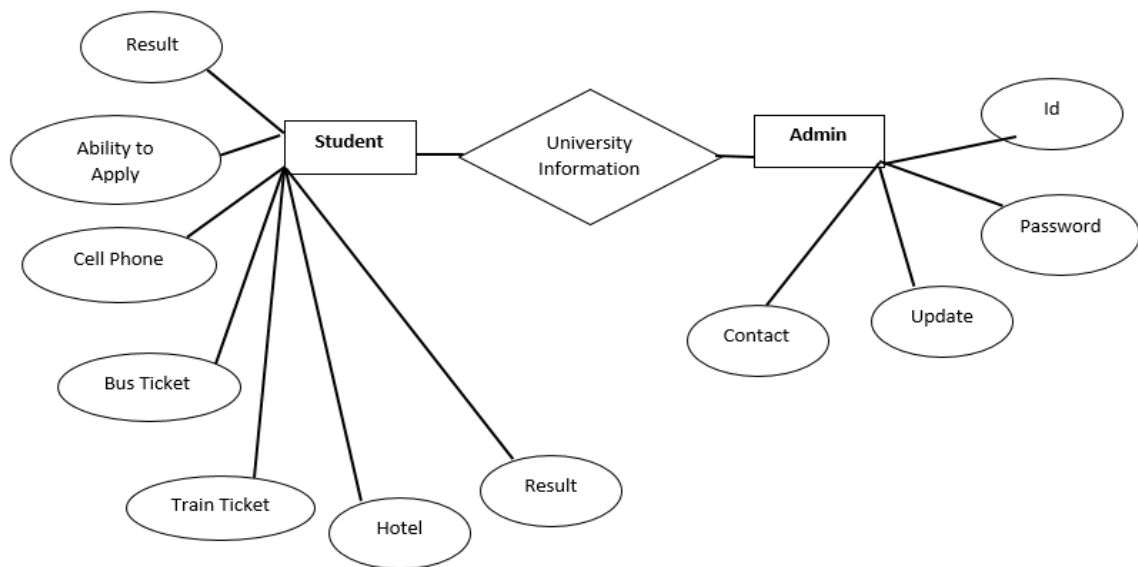 Result
Ability to
Apply
Cell Phone
Bus Ticket
Train Ticket
Hotel
Result
Student
University
Information
Admin
Id
Password
Update
Contact